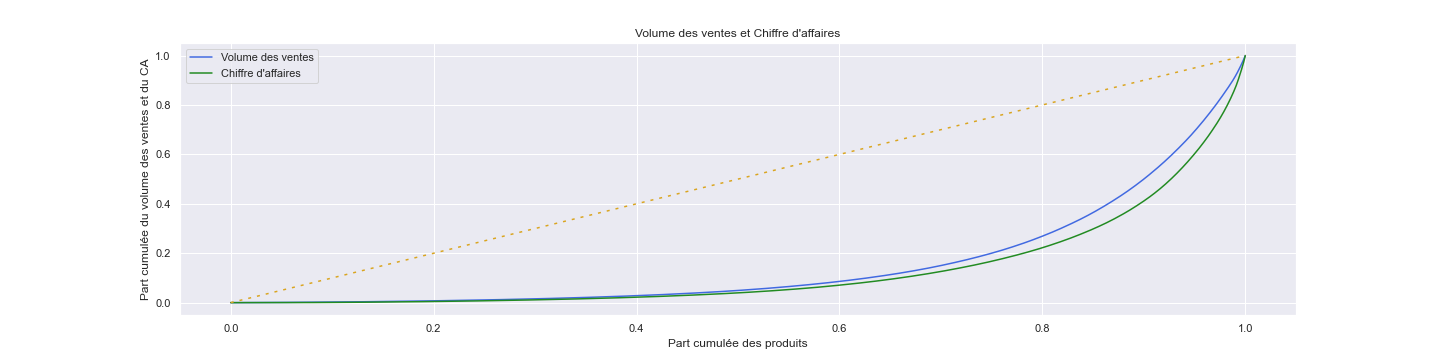 Volume des ventes et Chiffre d'affaires
Volume des ventes
Chiffre d'affaires
Part cumulée du volume des ventes et du CA
1.0
0.8
0.6
0.4
0.2
0.0
0.0 0.2 0.4 0.6 0.8 1.0
Part cumulée des produits